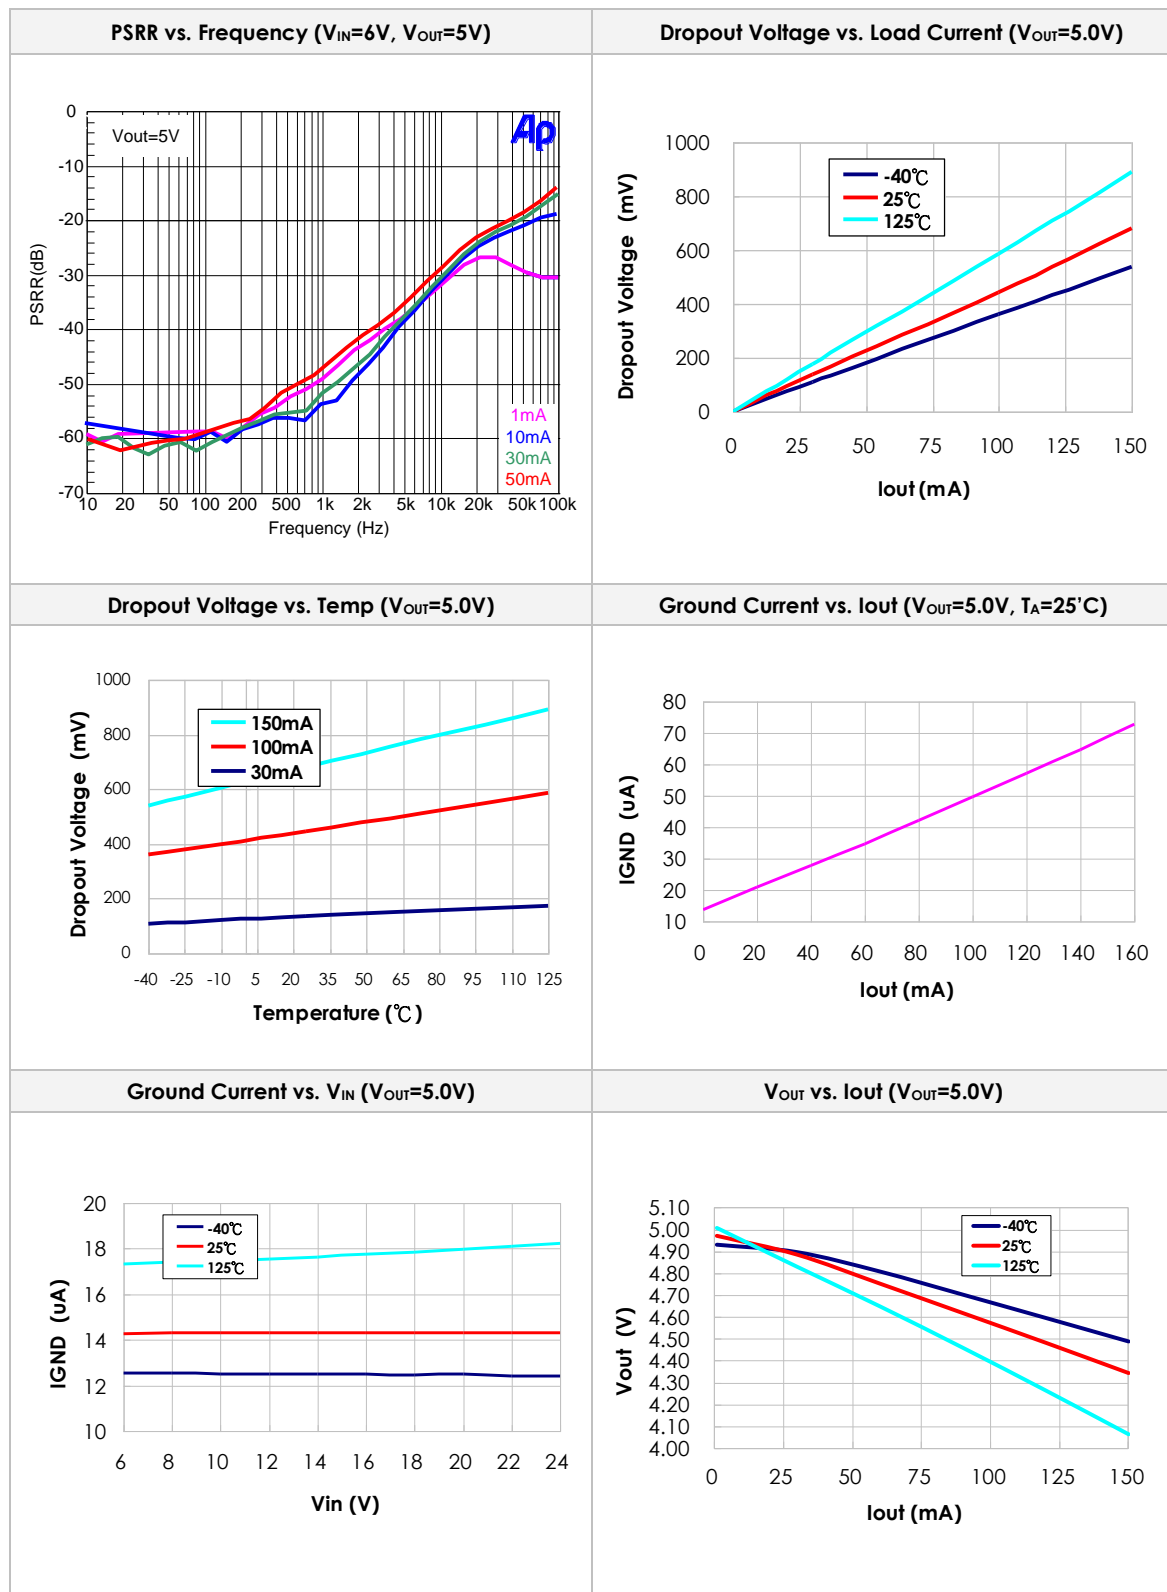 PSRR vs. Frequency (VIN=6V, VOUT=5V)
0
-10
-20
-30
-40
-50
-60
-70
PSRR(dB)
Vout=5V
Ap
1mA
10mA
30mA
50mA
10 20 50 100 200 500 1k 2k 5k 10k 20k 50k 100k
Frequency (Hz)
Dropout Voltage vs. Load Current (VOUT=5.0V)
1000
800
600
400
200
0
Dropout Voltage (mV)
-40℃
25℃
125℃
0 25 50 75 100 125 150
Iout (mA)
Dropout Voltage vs. Temp (VOUT=5.0V)
1000
800
600
400
200
0
Dropout Voltage (mV)
150mA
100mA
30mA
-40 -25 -10 5 20 35 50 65 80 95 110 125
Temperature (℃)
Ground Current vs. Iout (VOUT=5.0V, TA=25'C)
80
70
60
50
40
30
20
10
IGND (uA)
0 20 40 60 80 100 120 140 160
Iout (mA)
Ground Current vs. VIN (VOUT=5.0V)
20
18
16
14
12
10
IGND (uA)
-40℃
25℃
125℃
6 8 10 12 14 16 18 20 22 24
Vin (V)
VOUT vs. Iout (VOUT=5.0V)
5.10
5.00
4.90
4.80
4.70
4.60
4.50
4.40
4.30
4.20
4.10
4.00
Vout (V)
-40℃
25℃
125℃
0 25 50 75 100 125 150
Iout (mA)